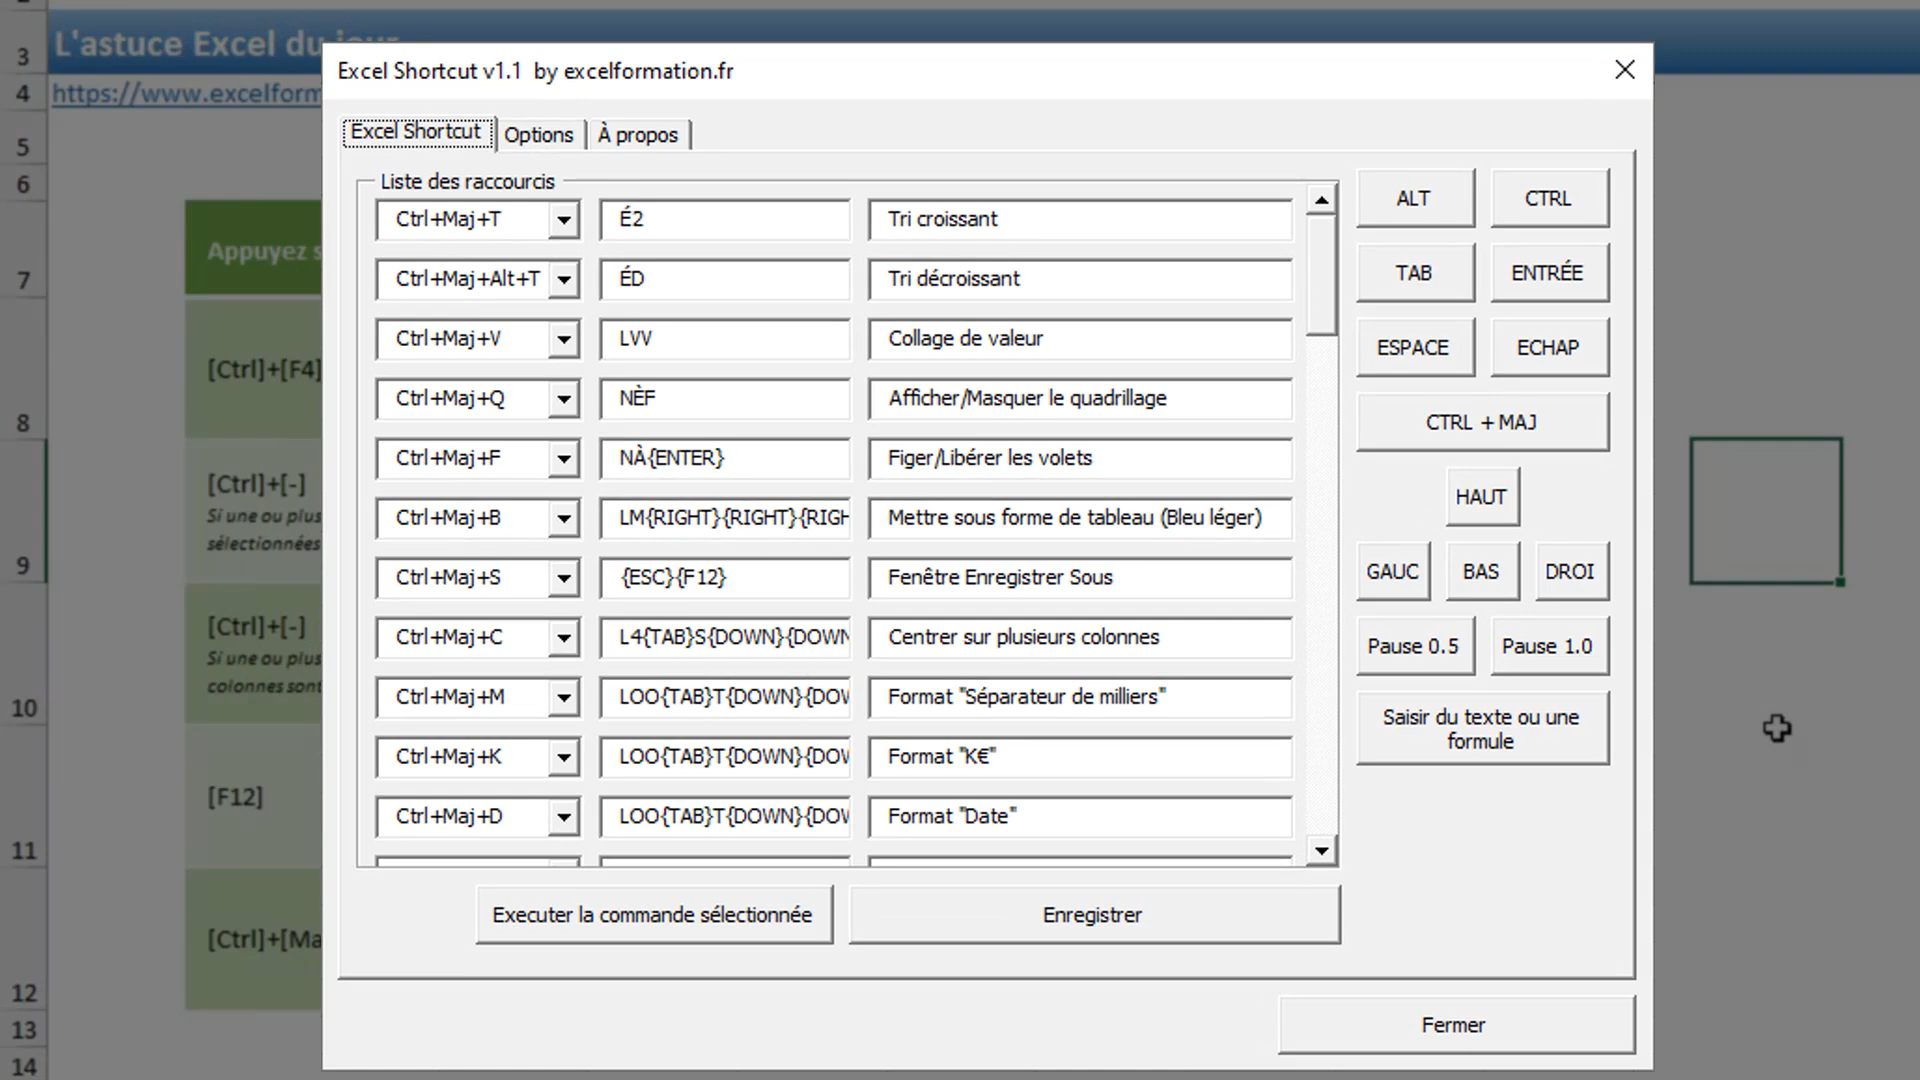 3
L'astuce Excel du jour
4
https://www.excelform
5
6
7
8
9
10
11
12
13
14
Appuyez s
[Ctrl]+[F4]
[Ctrl]+[-]
Si une ou plus
sélectionnées
[Ctrl]+[-]
Si une ou plus
colonnes sont
[F12]
[Ctrl]+[Ma
Excel Shortcut v1.1 by excelformation.fr
Excel Shortcut Options À propos
Liste des raccourcis
Ctrl+Maj+T É2 Tri croissant
Ctrl+Maj+Alt+T ÉD Tri décroissant
Ctrl+Maj+V LVV Collage de valeur
Ctrl+Maj+Q NÈF Afficher/Masquer le quadrillage
Ctrl+Maj+F NÀ{ENTER} Figer/Libérer les volets
Ctrl+Maj+B LM{RIGHT}{RIGHT}{RIGH Mettre sous forme de tableau (Bleu léger)
Ctrl+Maj+S {ESC}{F12} Fenêtre Enregistrer Sous
Ctrl+Maj+C L4{TAB}S{DOWN}{DOWN Centrer sur plusieurs colonnes
Ctrl+Maj+M LOO{TAB}T{DOWN}{DOW Format "Séparateur de milliers"
Ctrl+Maj+K LOO{TAB}T{DOWN}{DOW Format "K€"
Ctrl+Maj+D LOO{TAB}T{DOWN}{DOW Format "Date"
ALT CTRL
TAB ENTRÉE
ESPACE ECHAP
CTRL + MAJ
HAUT
GAUC BAS DROI
Pause 0.5 Pause 1.0
Saisir du texte ou une
formule
Executer la commande sélectionnée Enregistrer
Fermer